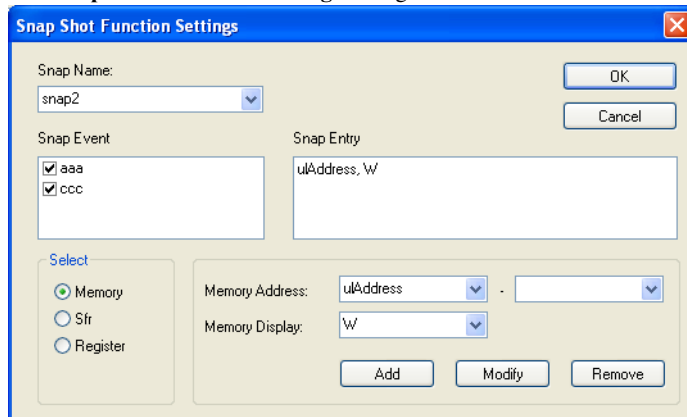 Snap Shot Function Settings
Snap Name:
snap2
OK
Cancel
Snap Event
Snap Entry
aaa
ccc
ulAddress, W
Select
Memory
Sfr
Register
Memory Address: ulAddress -
Memory Display: W
Add Modify Remove